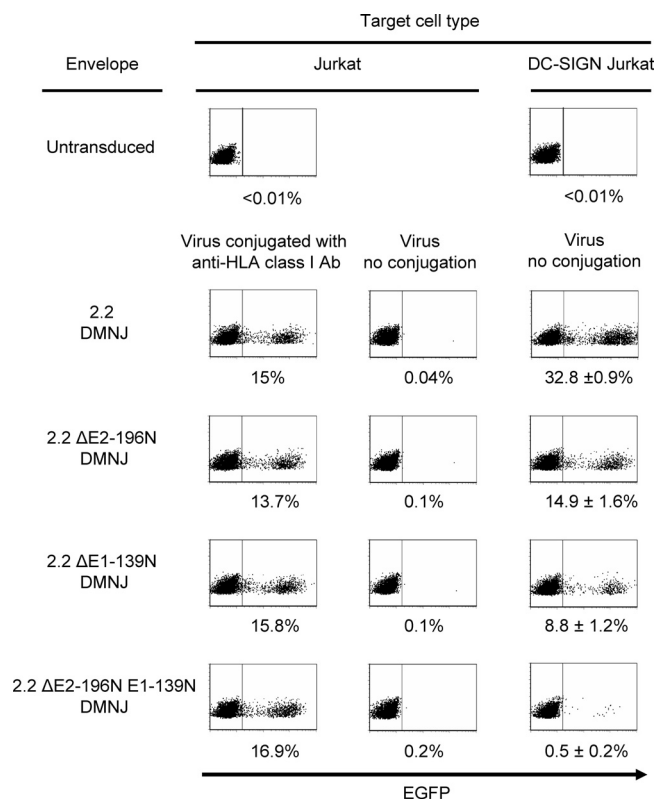 Target cell type
Envelope
Jurkat
DC-SIGN Jurkat
Untransduced
<0.01%
<0.01%
Virus conjugated with
anti-HLA class I Ab
Virus
no conjugation
Virus
no conjugation
2.2
DMNJ
15%
0.04%
32.8 ±0.9%
2.2 ΔE2-196N
DMNJ
13.7%
0.1%
14.9 ± 1.6%
2.2 ΔE1-139N
DMNJ
15.8%
0.1%
8.8 ± 1.2%
2.2 ΔE2-196N E1-139N
DMNJ
16.9%
0.2%
0.5 ± 0.2%
EGFP